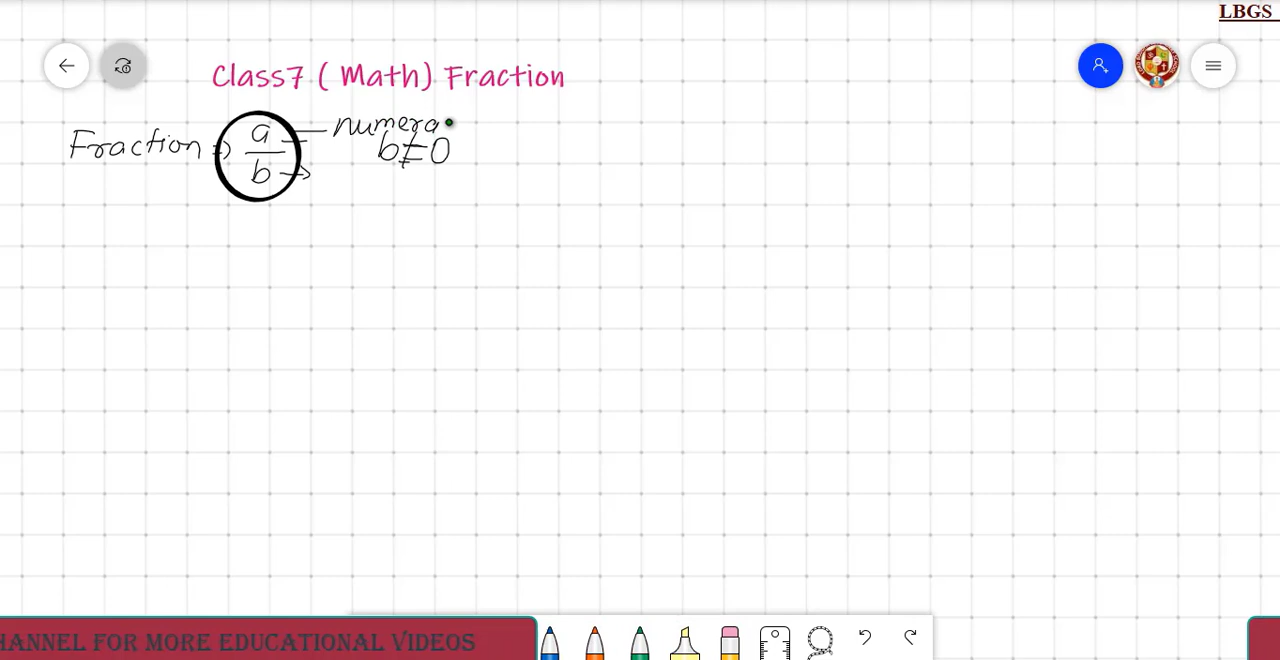 LBGS
Class7 ( Math) Fraction
Fraction => a/b — numera
b≠0
HANNEL FOR MORE EDUCATIONAL VIDEOS